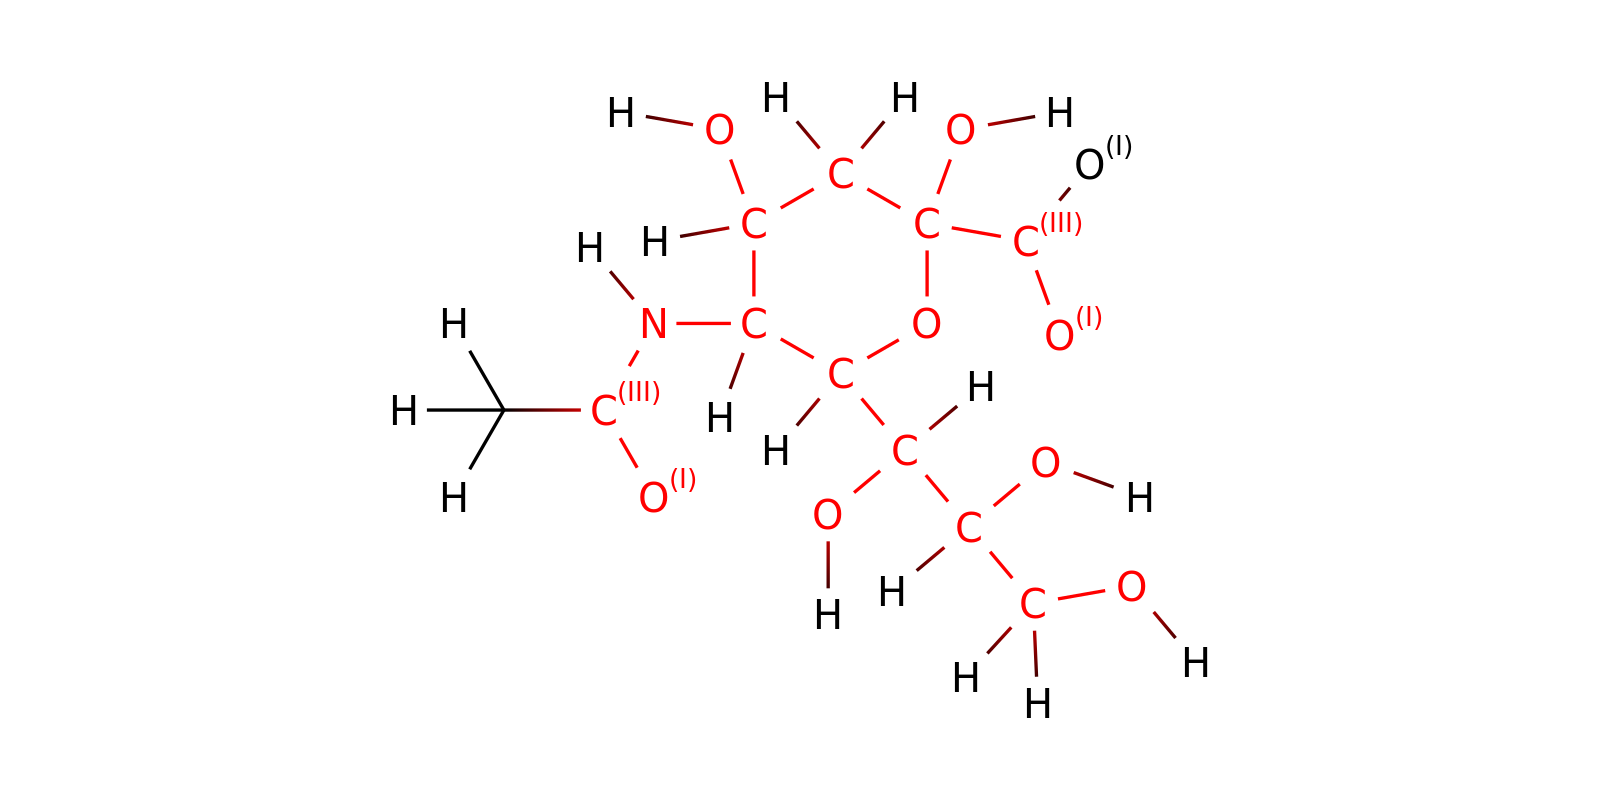 H H
H O O H
O(I)
C
C C C(III)
H H
H N C O O(I)
C
H C(III) H H
H C O
H O(I) O C H
H H C O
H H H